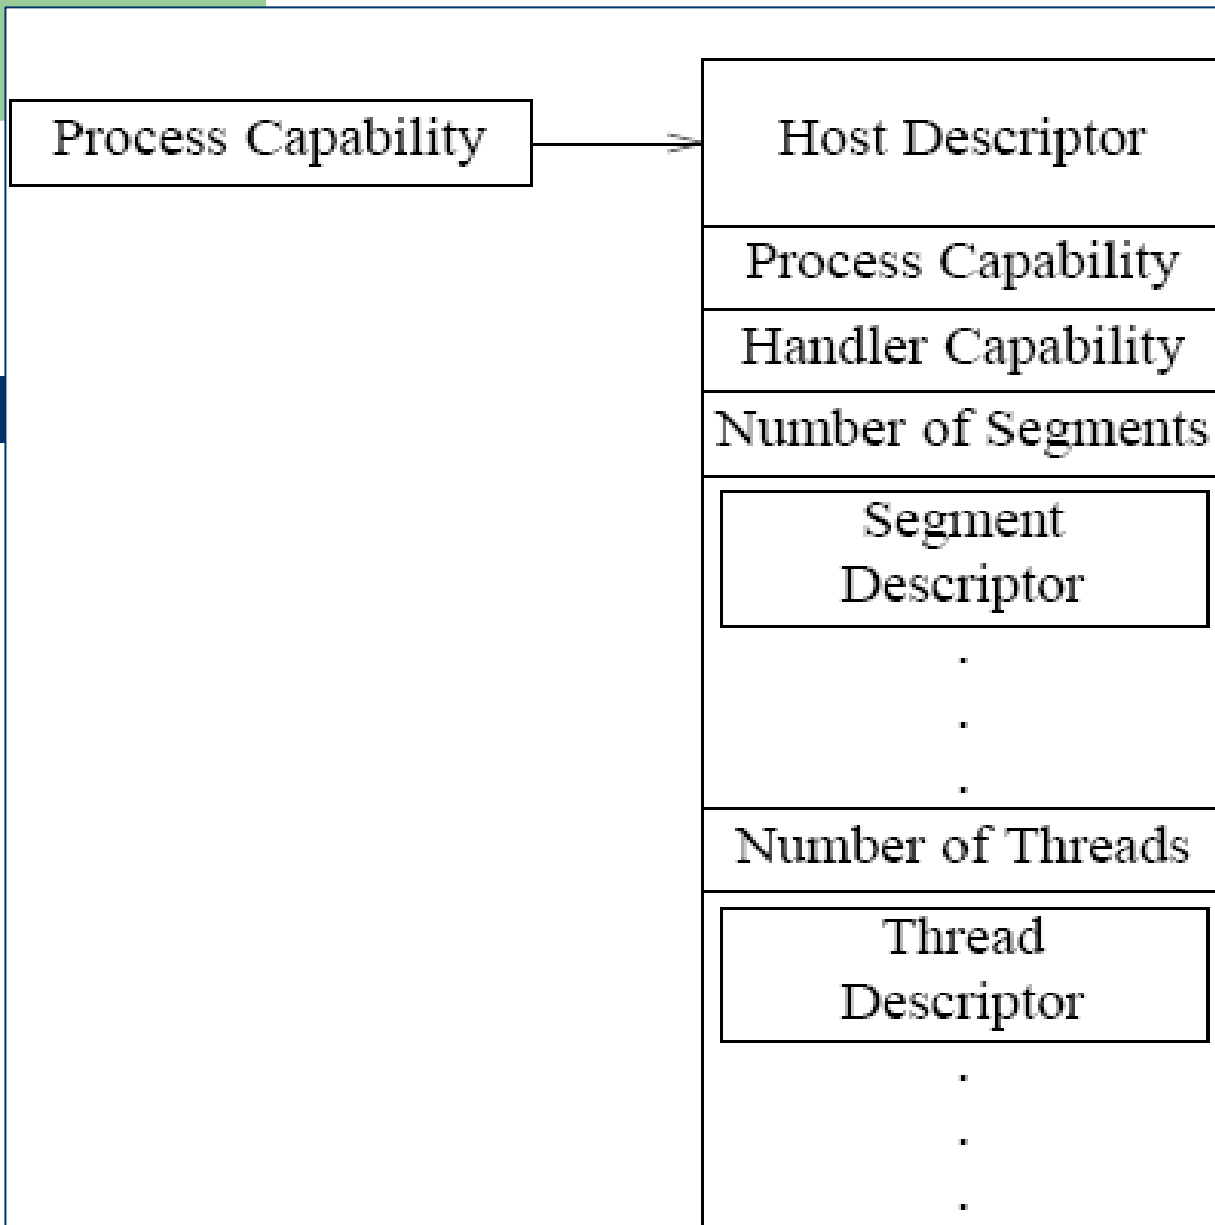 Process Capability
Host Descriptor
Process Capability
Handler Capability
Number of Segments
Segment
Descriptor
.
.
.
Number of Threads
Thread
Descriptor
.
.
.